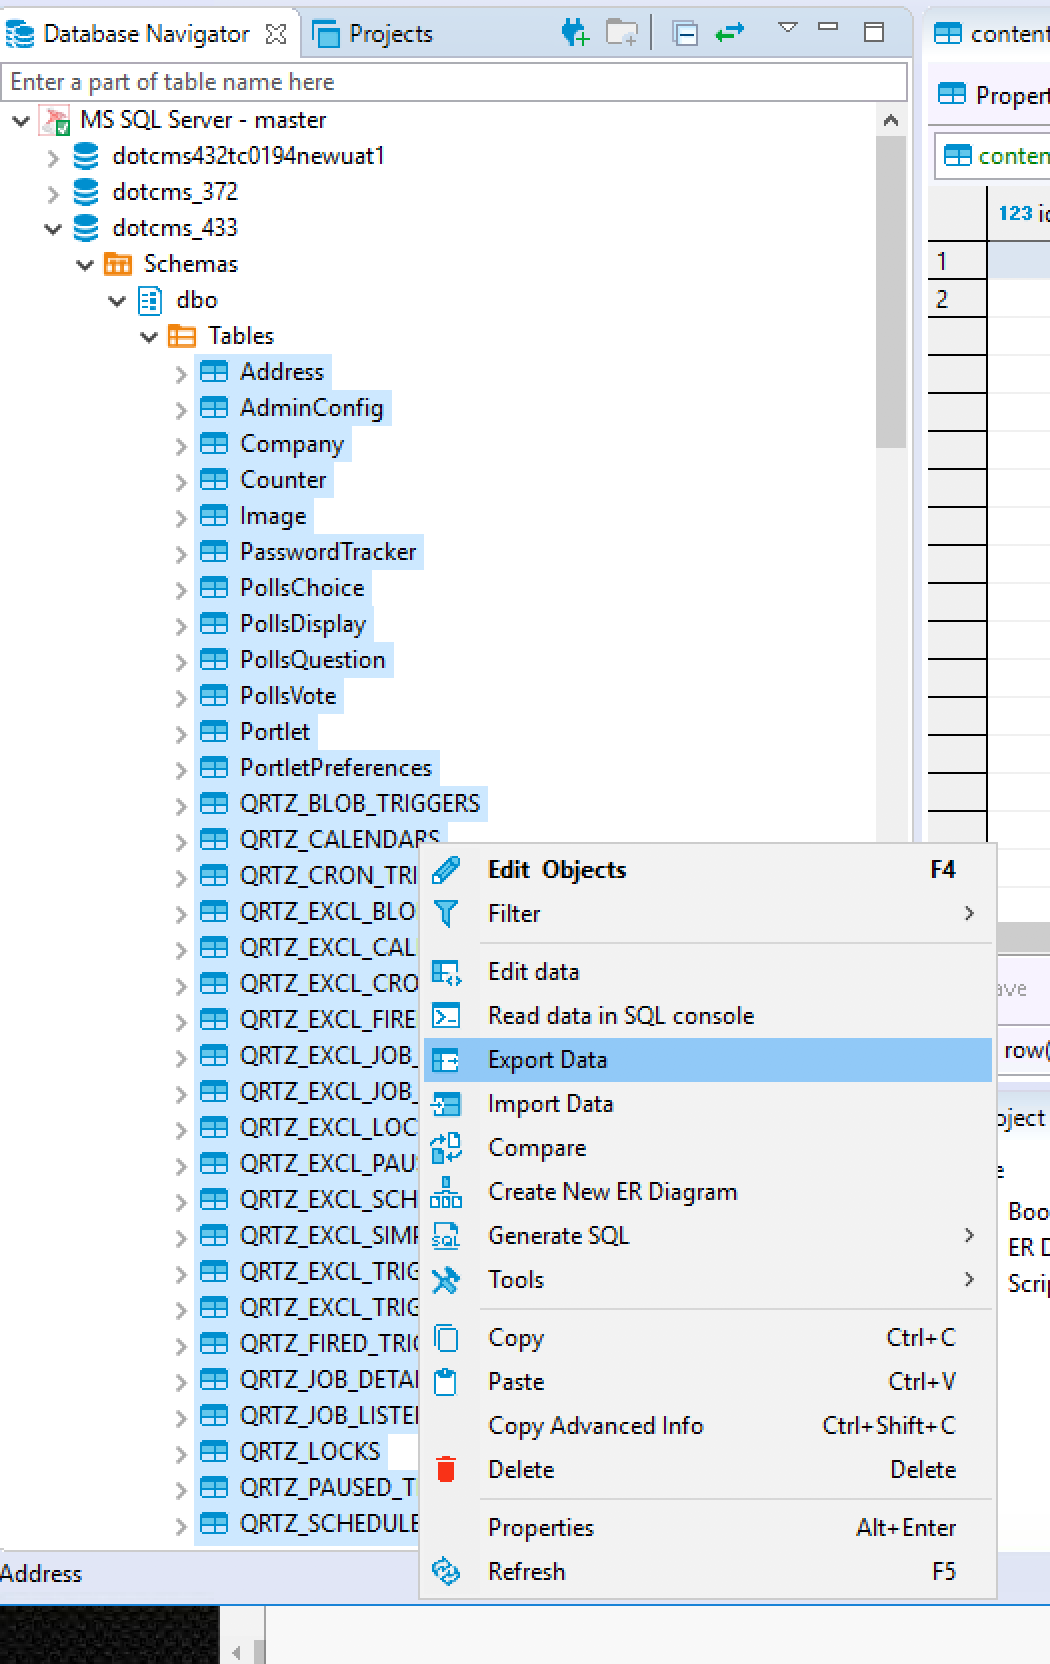 Database Navigator
Projects
Enter a part of table name here
MS SQL Server - master
dotcms432tc0194newuat1
dotcms_372
dotcms_433
Schemas
dbo
Tables
Address
AdminConfig
Company
Counter
Image
PasswordTracker
PollsChoice
PollsDisplay
PollsQuestion
PollsVote
Portlet
PortletPreferences
QRTZ_BLOB_TRIGGERS
QRTZ_CALENDARS
QRTZ_CRON_TRI
QRTZ_EXCL_BLO
QRTZ_EXCL_CAL
QRTZ_EXCL_CRO
QRTZ_EXCL_FIRE
QRTZ_EXCL_JOB_
QRTZ_EXCL_JOB_
QRTZ_EXCL_LOC
QRTZ_EXCL_PAU
QRTZ_EXCL_SCH
QRTZ_EXCL_SIMP
QRTZ_EXCL_TRIG
QRTZ_EXCL_TRIG
QRTZ_FIRED_TRIG
QRTZ_JOB_DETAI
QRTZ_JOB_LISTE
QRTZ_LOCKS
QRTZ_PAUSED_T
QRTZ_SCHEDULE
Address
Edit Objects F4
Filter
Edit data
Read data in SQL console
Export Data
Import Data
Compare
Create New ER Diagram
Generate SQL
Tools
Copy Ctrl+C
Paste Ctrl+V
Copy Advanced Info Ctrl+Shift+C
Delete Delete
Properties Alt+Enter
Refresh F5
content
Propert
conten
123 id
1
2
ave
row(
oject
e
Boo
ER D
Scrip